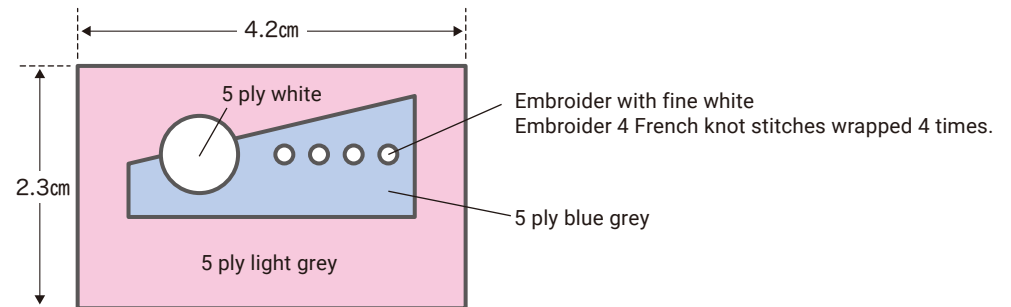 4.2㎝
5 ply white
Embroider with fine white
Embroider 4 French knot stitches wrapped 4 times.
2.3㎝
5 ply blue grey
5 ply light grey